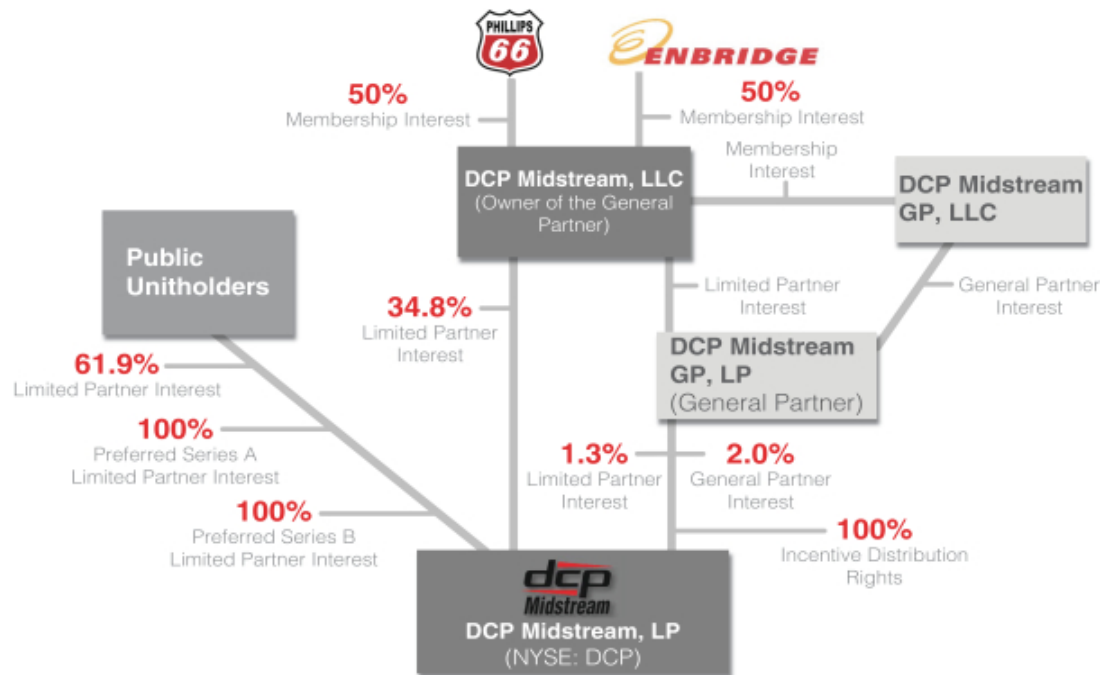 PHILLIPS
66
ENBRIDGE
50%
Membership Interest
50%
Membership Interest
Membership
Interest
DCP Midstream, LLC
(Owner of the General
Partner)
DCP Midstream
GP, LLC
Public
Unitholders
34.8%
Limited Partner
Interest
Limited Partner
Interest
General Partner
Interest
DCP Midstream
GP, LP
(General Partner)
61.9%
Limited Partner Interest
100%
Preferred Series A
Limited Partner Interest
100%
Preferred Series B
Limited Partner Interest
1.3%
Limited Partner
Interest
2.0%
General Partner
Interest
100%
Incentive Distribution
Rights
dcp
Midstream
DCP Midstream, LP
(NYSE: DCP)